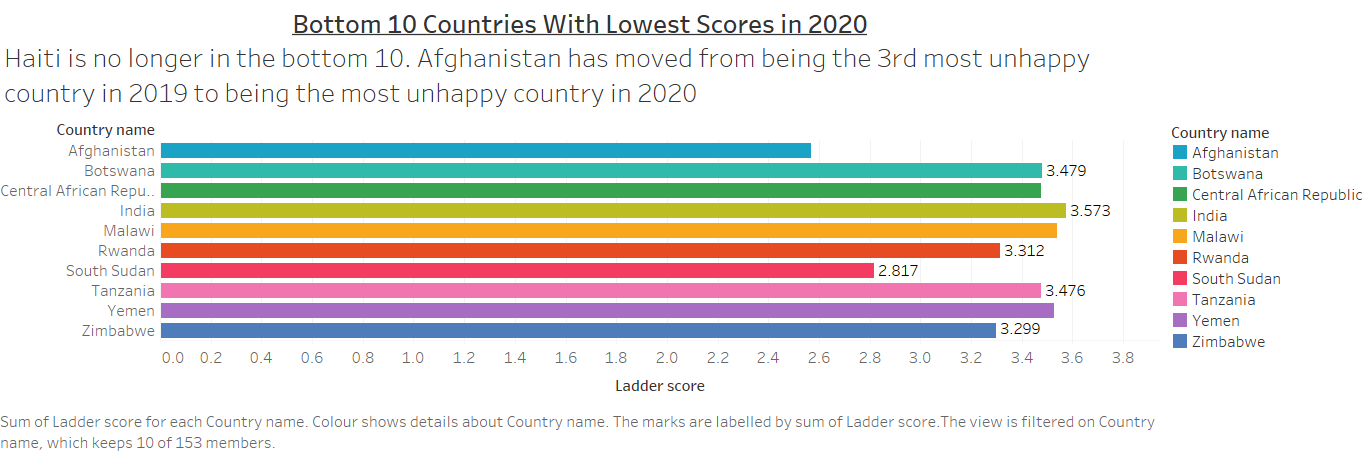 Bottom 10 Countries With Lowest Scores in 2020
Haiti is no longer in the bottom 10. Afghanistan has moved from being the 3rd most unhappy
country in 2019 to being the most unhappy country in 2020
Country name
Afghanistan
Botswana 3.479
Central African Repu..
India 3.573
Malawi
Rwanda 3.312
South Sudan 2.817
Tanzania 3.476
Yemen
Zimbabwe 3.299
0.0 0.2 0.4 0.6 0.8 1.0 1.2 1.4 1.6 1.8 2.0 2.2 2.4 2.6 2.8 3.0 3.2 3.4 3.6 3.8
Ladder score
Country name
Afghanistan
Botswana
Central African Republic
India
Malawi
Rwanda
South Sudan
Tanzania
Yemen
Zimbabwe
Sum of Ladder score for each Country name. Colour shows details about Country name. The marks are labelled by sum of Ladder score.The view is filtered on Country
name, which keeps 10 of 153 members.